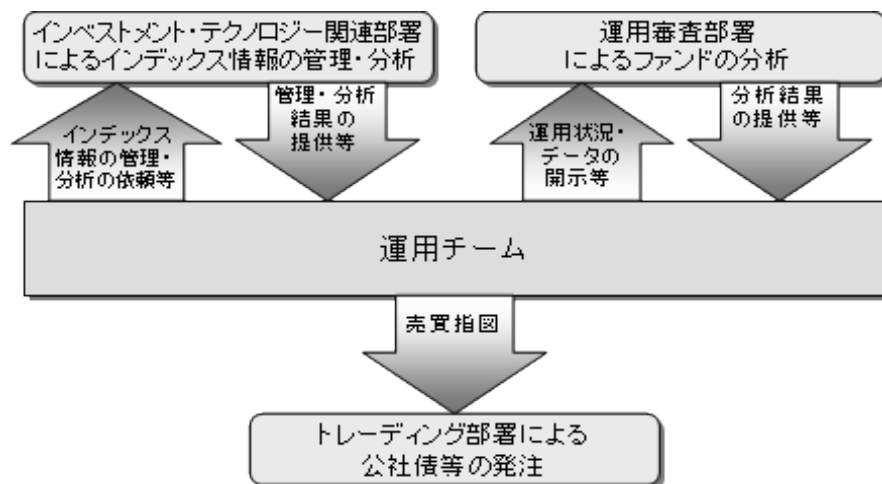 インベストメント・テクノロジー関連部署
によるインデックス情報の管理・分析
運用審査部署
によるファンドの分析
インデックス
情報の管理・
分析の依頼等
管理・分析
結果の
提供等
運用状況・
データの
開示等
分析結果
の提供等
運用チーム
売買指図
トレーディング部署による
公社債等の発注